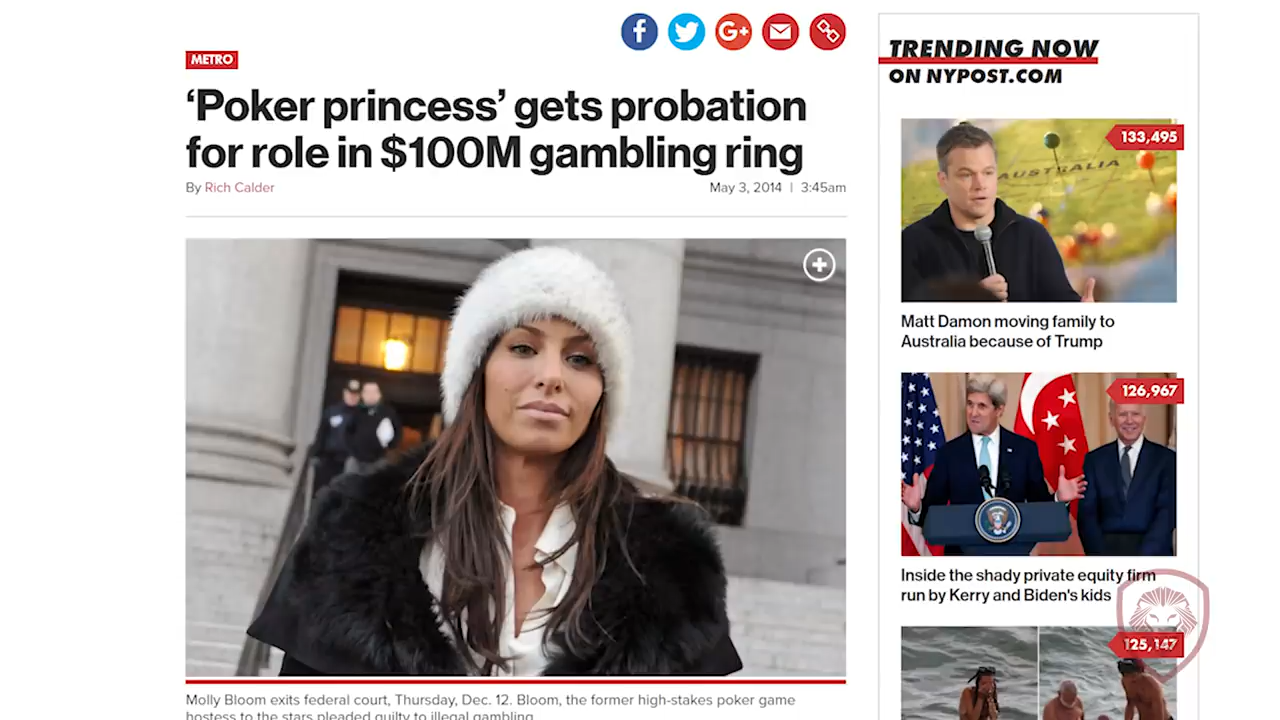 METRO
‘Poker princess’ gets probation
for role in $100M gambling ring
By Rich Calder
May 3, 2014 | 3:45am
Molly Bloom exits federal court, Thursday, Dec. 12. Bloom, the former high-stakes poker game
hostess to the stars pleaded guilty to illegal gambling.
TRENDING NOW
ON NYPOST.COM
133,495
AUSTRALIA
Matt Damon moving family to
Australia because of Trump
126,967
Inside the shady private equity firm
run by Kerry and Biden's kids
125,147